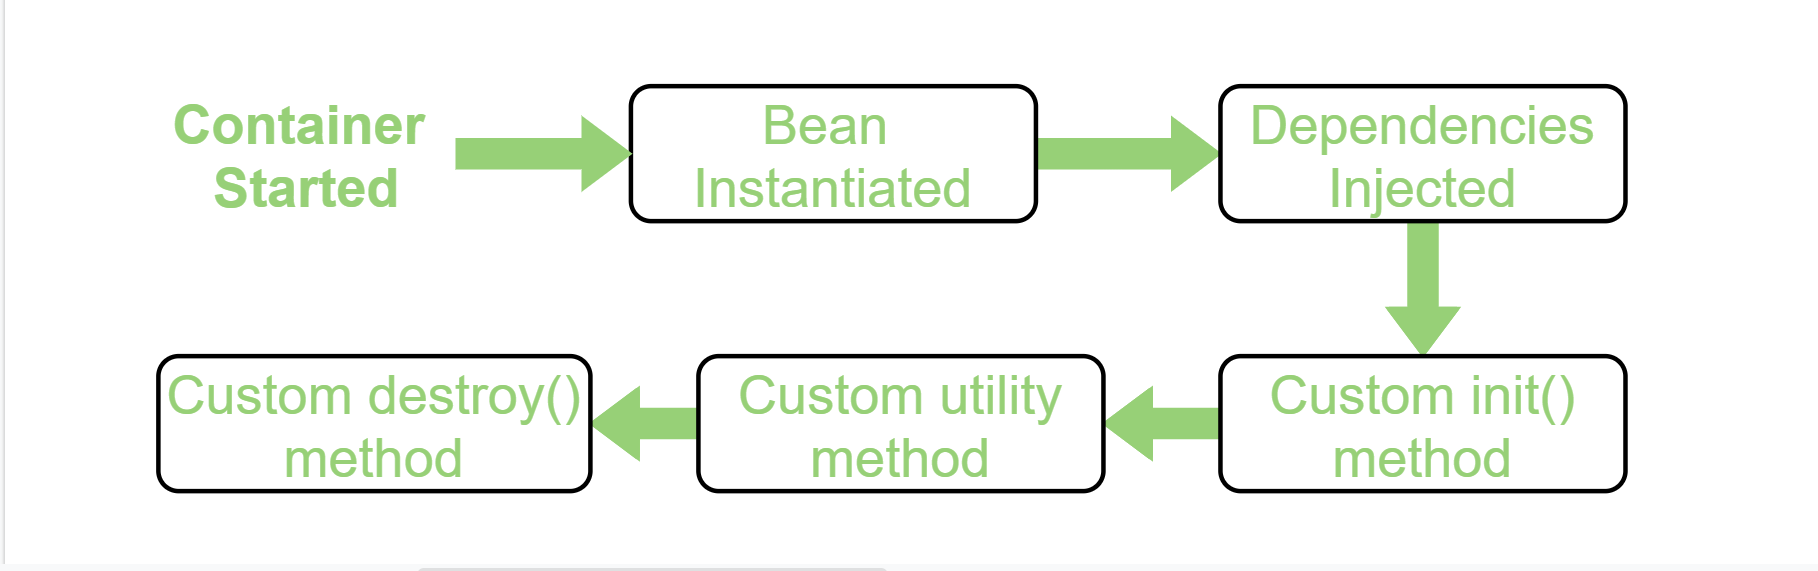 Container
Started
Bean
Instantiated
Dependencies
Injected
Custom init()
method
Custom utility
method
Custom destroy()
method